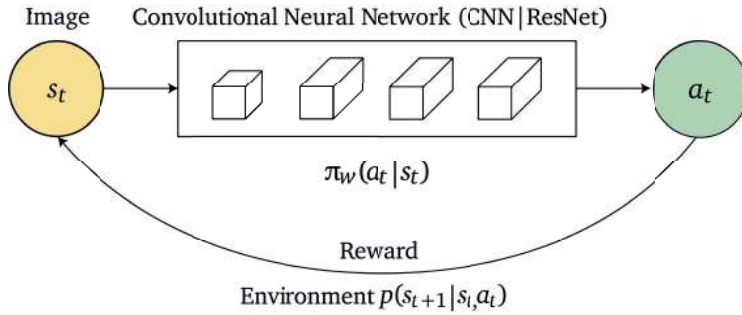 Image
Convolutional Neural Network (CNN|ResNet)
s_t
a_t
π_w(a_t|s_t)
Reward
Environment p(s_{t+1}|s_t,a_t)